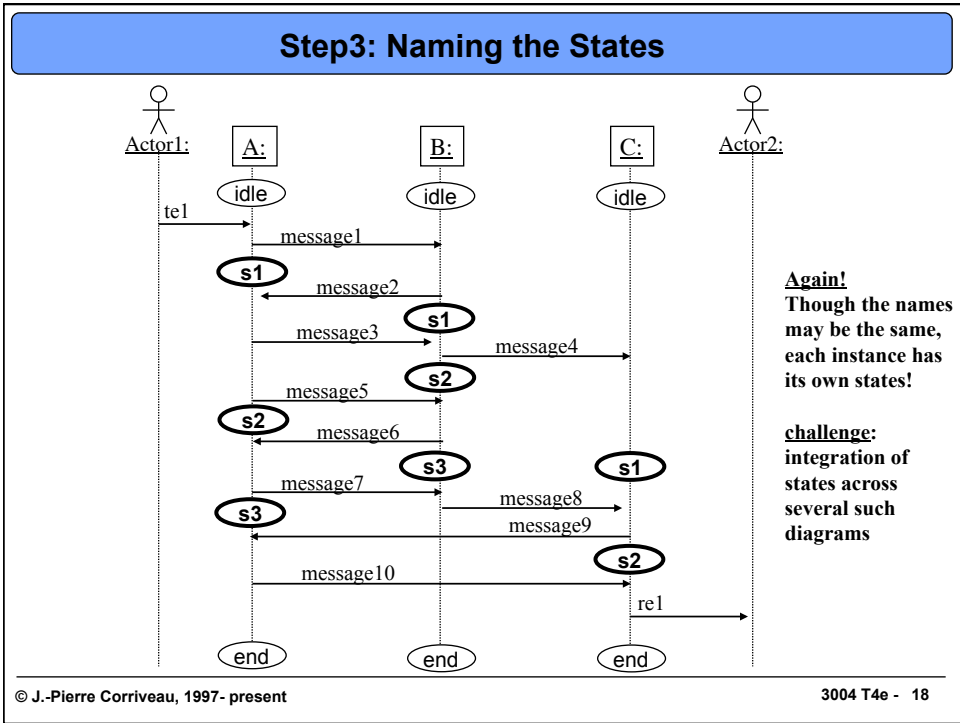 Step3: Naming the States
Actor1:
A:
B:
C:
Actor2:
idle
idle
idle
te1
message1
s1
message2
s1
message3
message4
s2
message5
s2
message6
s3
s1
message7
message8
s3
message9
s2
message10
re1
end
end
end
Again!
Though the names
may be the same,
each instance has
its own states!
challenge:
integration of
states across
several such
diagrams
© J.-Pierre Corriveau, 1997- present
3004 T4e - 18